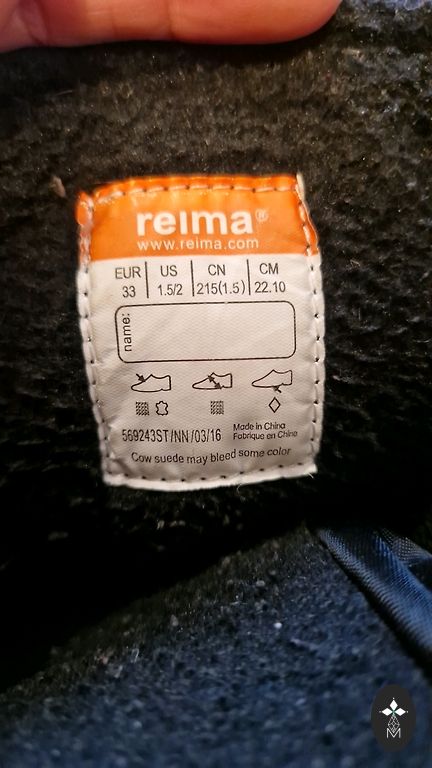 reima®
www.reima.com
EUR US CN CM
33 1.5/2 215(1.5) 22.10
name:
569243ST/NN/03/16
Made in China
Fabriqué en Chine
Cow suede may bleed some color
M